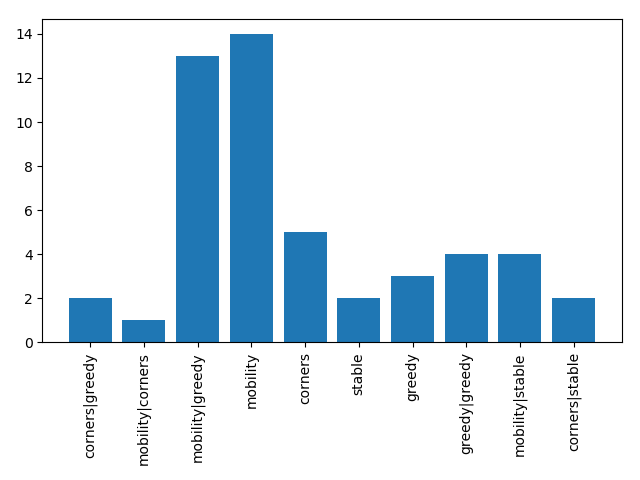 14
12
10
8
6
4
2
0
corners|greedy
mobility|corners
mobility|greedy
mobility
corners
stable
greedy
greedy|greedy
mobility|stable
corners|stable